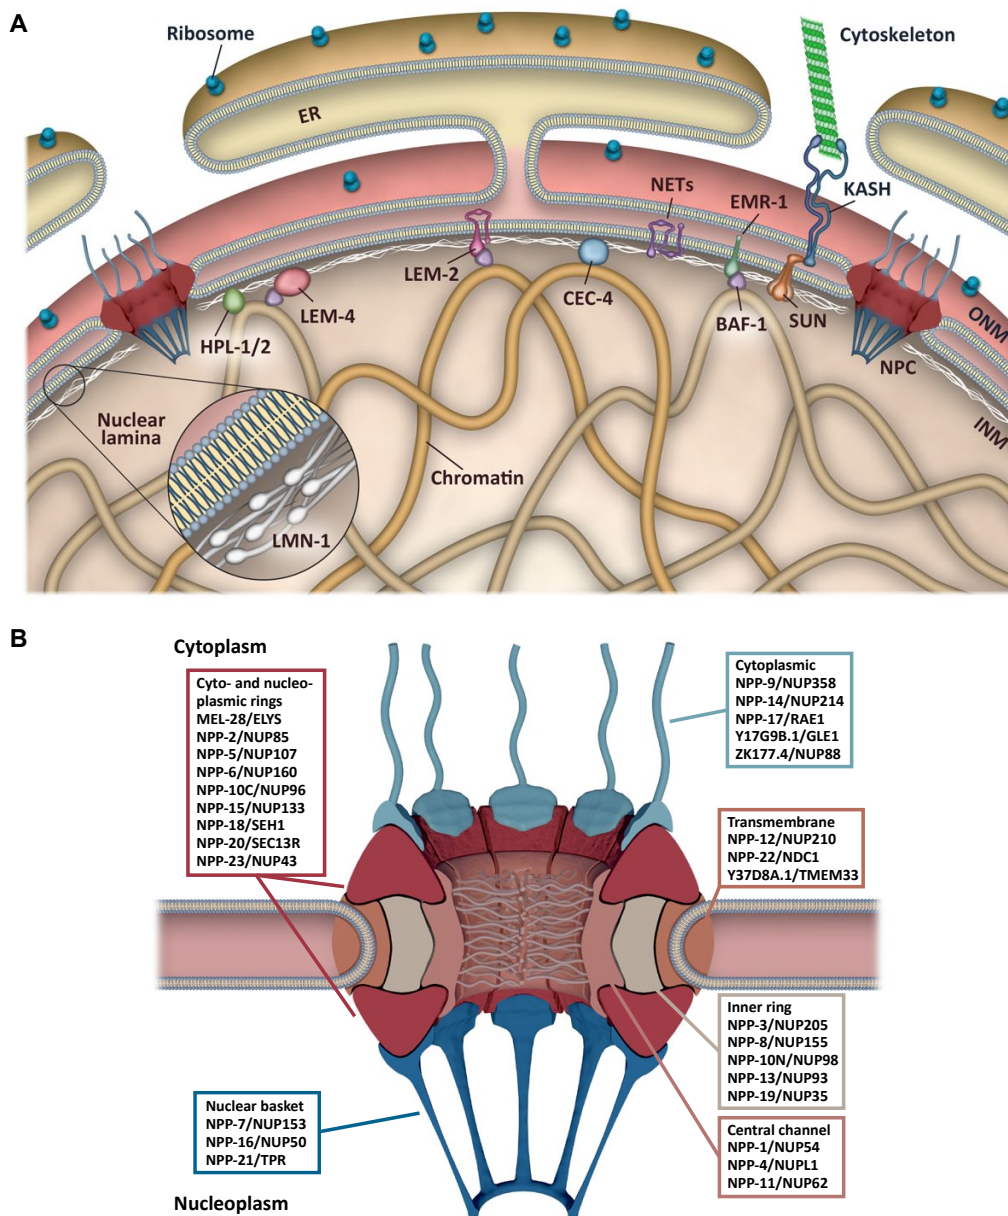 A
Ribosome
Cytoskeleton
ER
KASH
NETs
EMR-1
LEM-2
CEC-4
LEM-4
HPL-1/2
BAF-1
SUN
ONM
NPC
INM
Nuclear
lamina
Chromatin
LMN-1
B
Cytoplasm
Cyto- and nucleo-
plasmic rings
MEL-28/ELYS
NPP-2/NUP85
NPP-5/NUP107
NPP-6/NUP160
NPP-10C/NUP96
NPP-15/NUP133
NPP-18/SEH1
NPP-20/SEC13R
NPP-23/NUP43
Cytoplasmic
NPP-9/NUP358
NPP-14/NUP214
NPP-17/RAE1
Y17G9B.1/GLE1
ZK177.4/NUP88
Transmembrane
NPP-12/NUP210
NPP-22/NDC1
Y37D8A.1/TMEM33
Inner ring
NPP-3/NUP205
NPP-8/NUP155
NPP-10N/NUP98
NPP-13/NUP93
NPP-19/NUP35
Nuclear basket
NPP-7/NUP153
NPP-16/NUP50
NPP-21/TPR
Central channel
NPP-1/NUP54
NPP-4/NUPL1
NPP-11/NUP62
Nucleoplasm